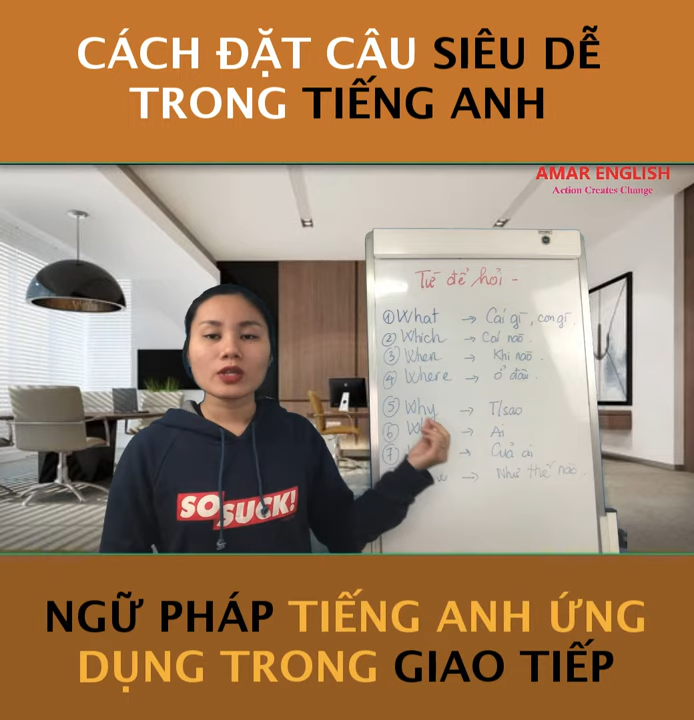 CÁCH ĐẶT CÂU SIÊU DỄ
TRONG TIẾNG ANH
AMAR ENGLISH
Action Creates Change
Từ để hỏi -
① What → Cái gì, con gì.
② Which → Cái nào.
③ When → Khi nào.
④ Where → ở đâu.
⑤ Why → T/sao
⑥ → Ai
⑦ → Của ai
→ Như thế nào.
SO SUCK!
NGỮ PHÁP TIẾNG ANH ỨNG
DỤNG TRONG GIAO TIẾP